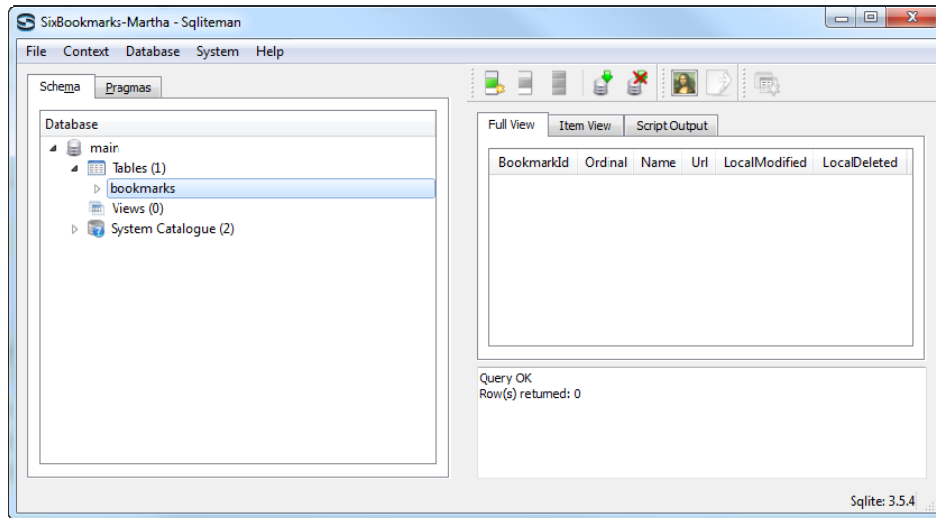 SixBookmarks-Martha - Sqliteman
File Context Database System Help
Schema Pragmas
Database
main
Tables (1)
bookmarks
Views (0)
System Catalogue (2)
Full View Item View Script Output
BookmarkId Ordinal Name Url LocalModified LocalDeleted
Query OK
Row(s) returned: 0
Sqlite: 3.5.4